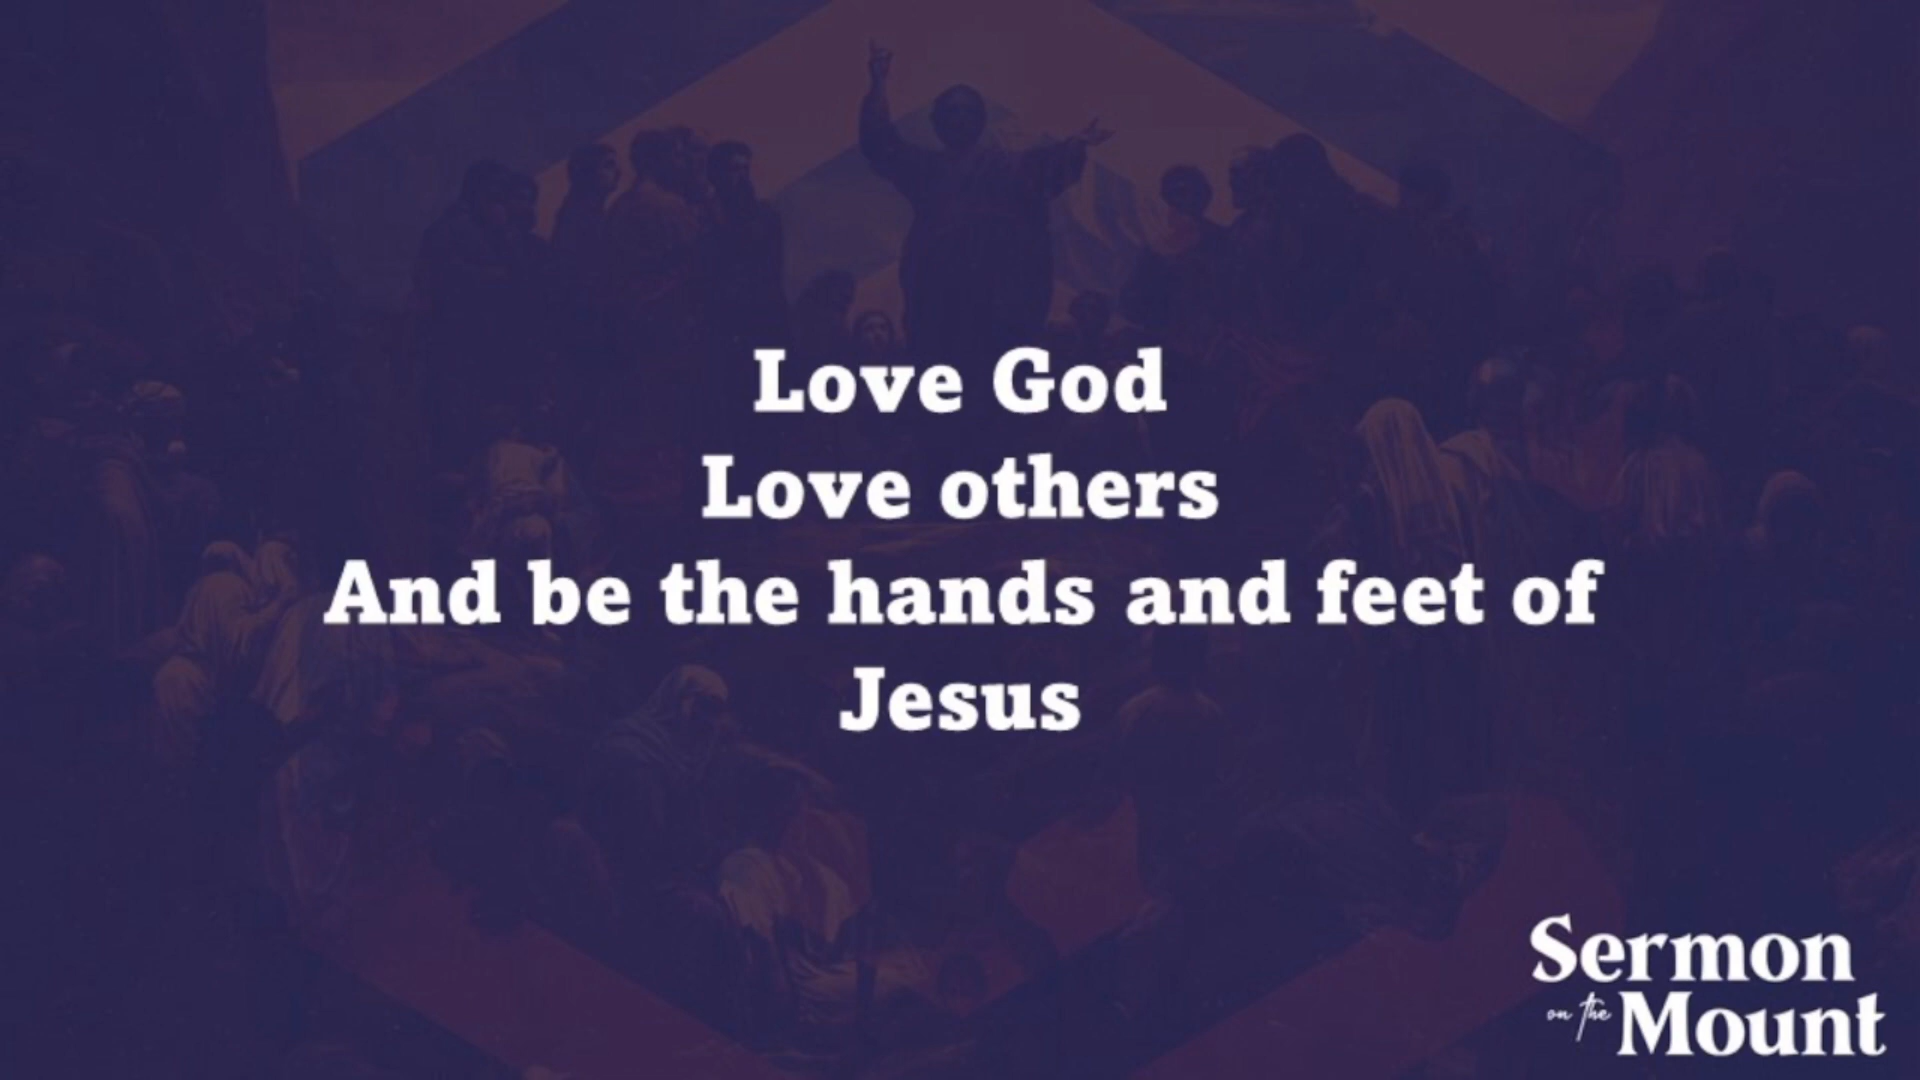 Love God
Love others
And be the hands and feet of
Jesus
Sermon
on the Mount